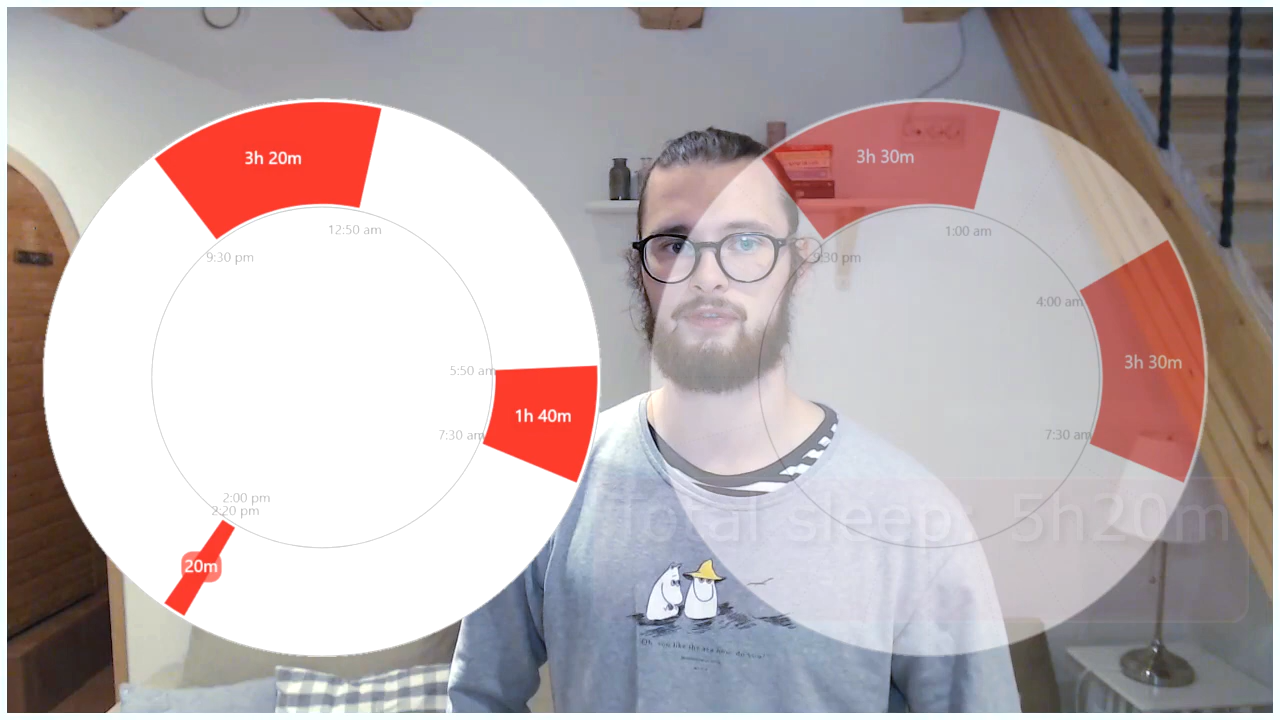 3h 20m
12:50 am
9:30 pm
5:50 am
1h 40m
7:30 am
2:00 pm
2:20 pm
20m
3h 30m
1:00 am
9:30 pm
4:00 am
3h 30m
7:30 am
Total sleep: 5h20m